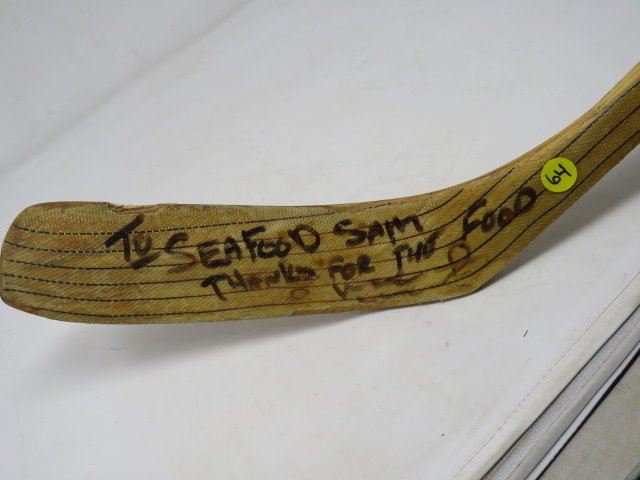 To SEAFOOD SAM
THANKS FOR THE FOOD
64